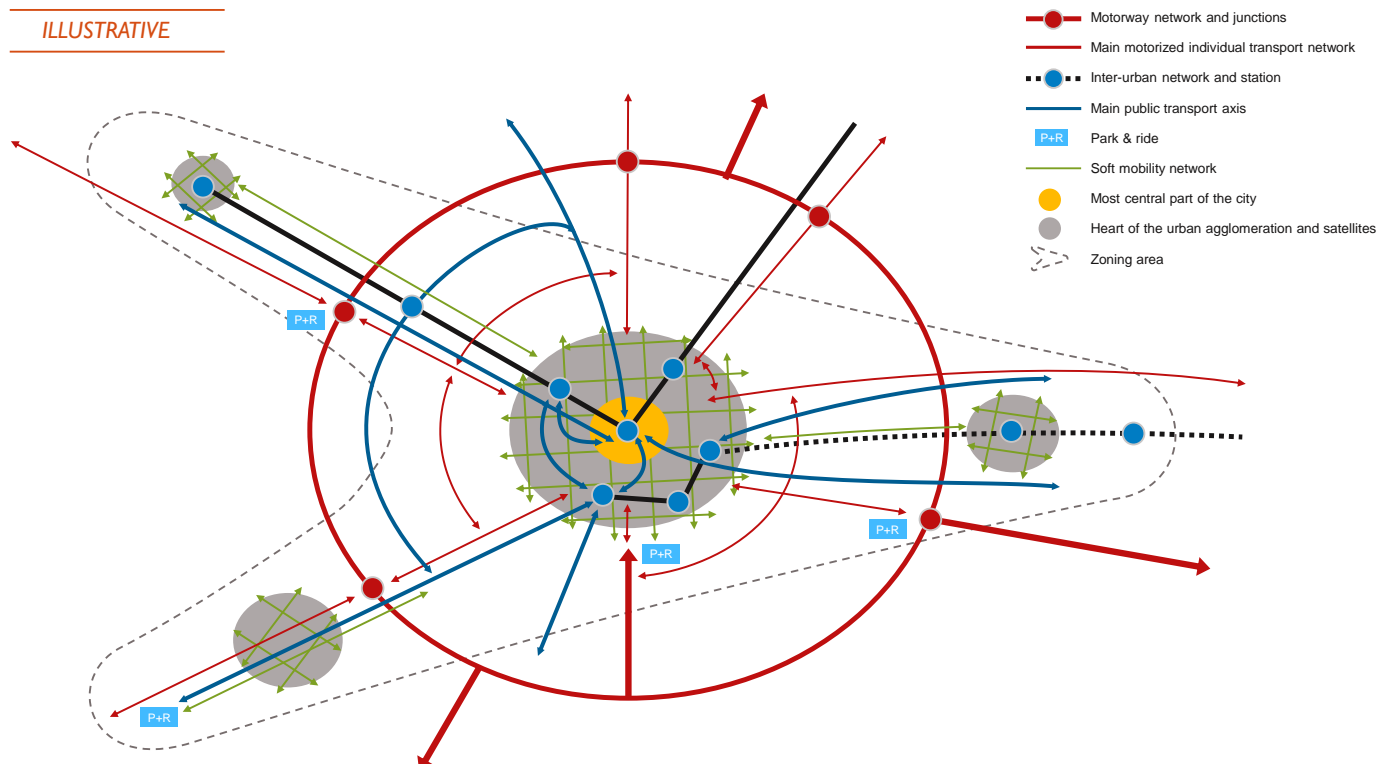 ILLUSTRATIVE
Motorway network and junctions
Main motorized individual transport network
Inter-urban network and station
Main public transport axis
P+R Park & ride
Soft mobility network
Most central part of the city
Heart of the urban agglomeration and satellites
Zoning area
P+R
P+R
P+R
P+R